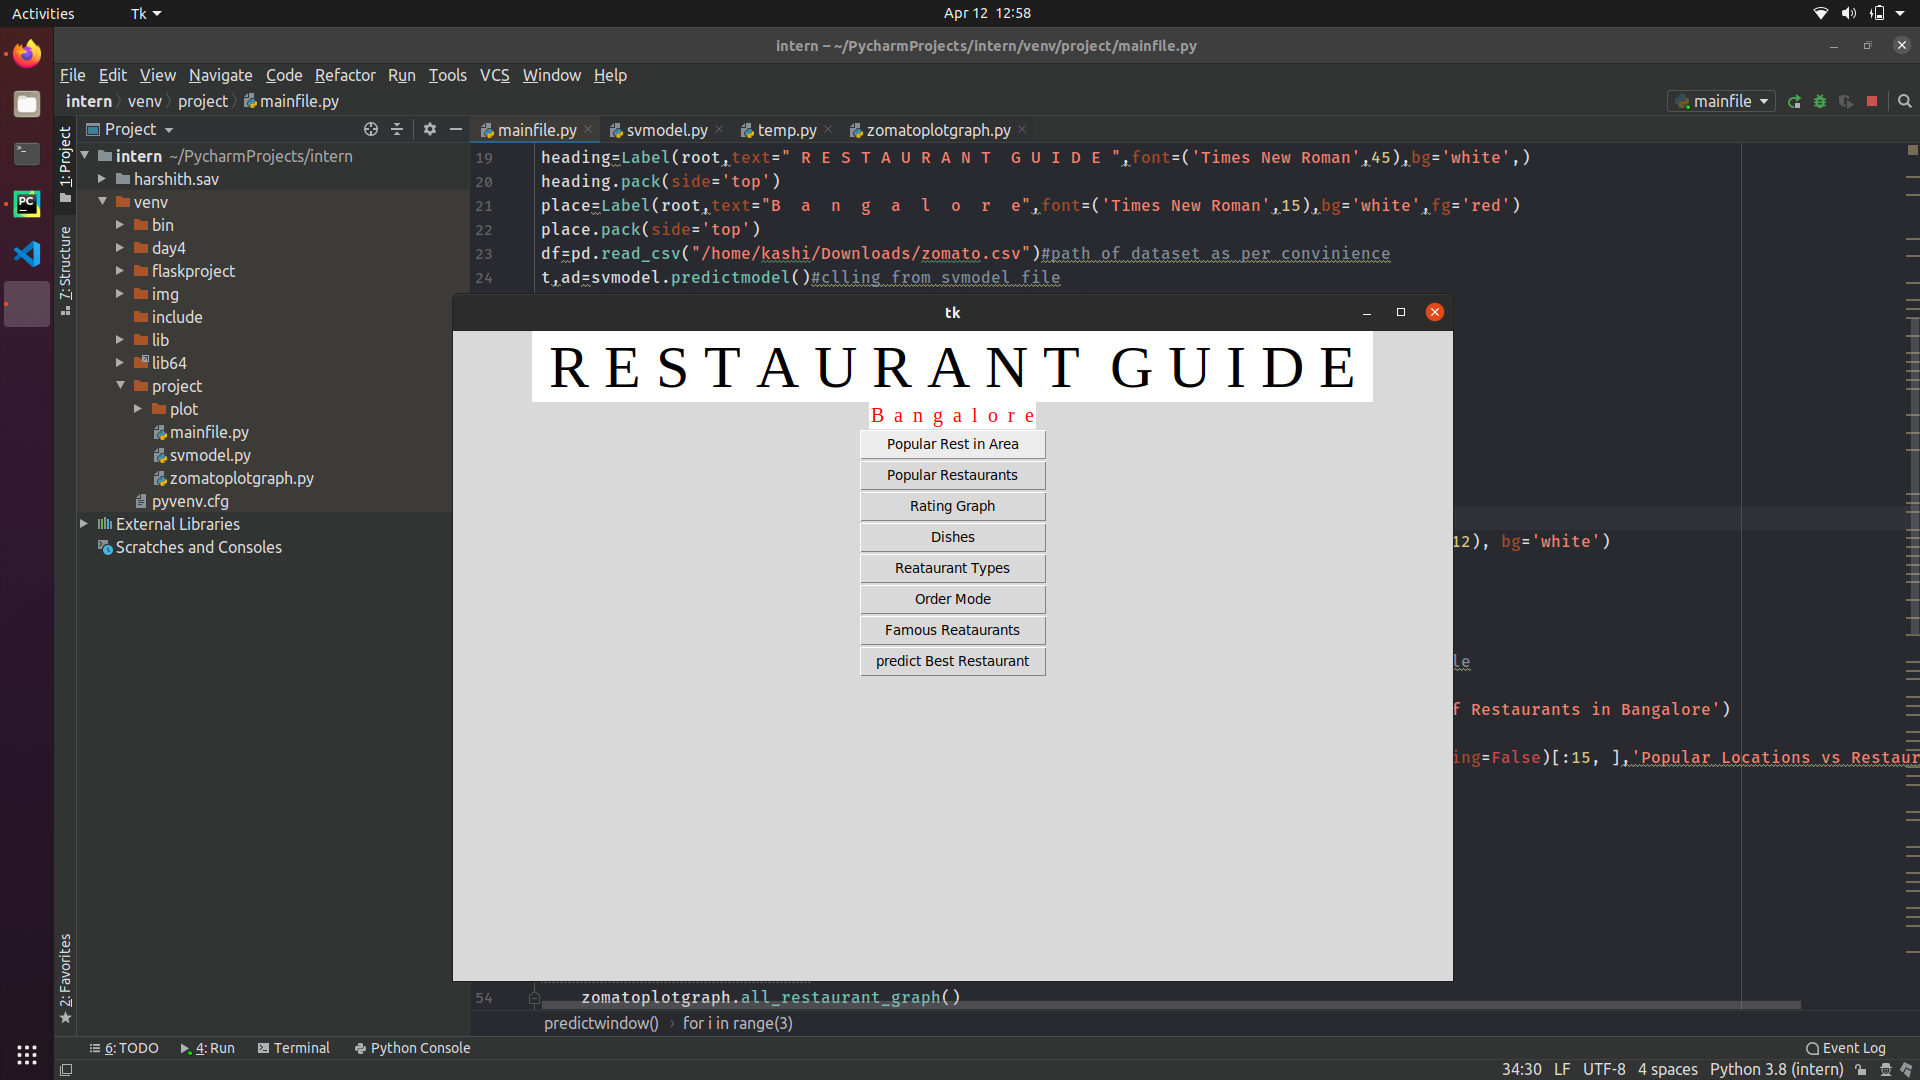 Activities
Tk
Apr 12 12:58
intern – ~/PycharmProjects/intern/venv/project/mainfile.py
File Edit View Navigate Code Refactor Run Tools VCS Window Help
intern venv project mainfile.py
mainfile
1: Project
7: Structure
2: Favorites
Project
intern ~/PycharmProjects/intern
harshith.sav
venv
bin
day4
flaskproject
img
include
lib
lib64
project
plot
mainfile.py
svmodel.py
zomatoplotgraph.py
pyvenv.cfg
External Libraries
Scratches and Consoles
mainfile.py svmodel.py temp.py zomatoplotgraph.py
19 heading=Label(root,text=" R E S T A U R A N T  G U I D E ",font=('Times New Roman',45),bg='white',)
20 heading.pack(side='top')
21 place=Label(root,text="B  a  n  g  a  l  o  r  e",font=('Times New Roman',15),bg='white',fg='red')
22 place.pack(side='top')
23 df=pd.read_csv("/home/kashi/Downloads/zomato.csv")#path of dataset as per convinience
24 t,ad=svmodel.predictmodel()#clling from svmodel file
tk
R E S T A U R A N T  G U I D E
B a n g a l o r e
Popular Rest in Area
Popular Restaurants
Rating Graph
Dishes
Reataurant Types
Order Mode
Famous Reataurants
predict Best Restaurant
12), bg='white')
le
f Restaurants in Bangalore')
ing=False)[:15, ],'Popular Locations vs Restaur
54 zomatoplotgraph.all_restaurant_graph()
predictwindow() › for i in range(3)
6: TODO 4: Run Terminal Python Console
Event Log
34:30 LF UTF-8 4 spaces Python 3.8 (intern)